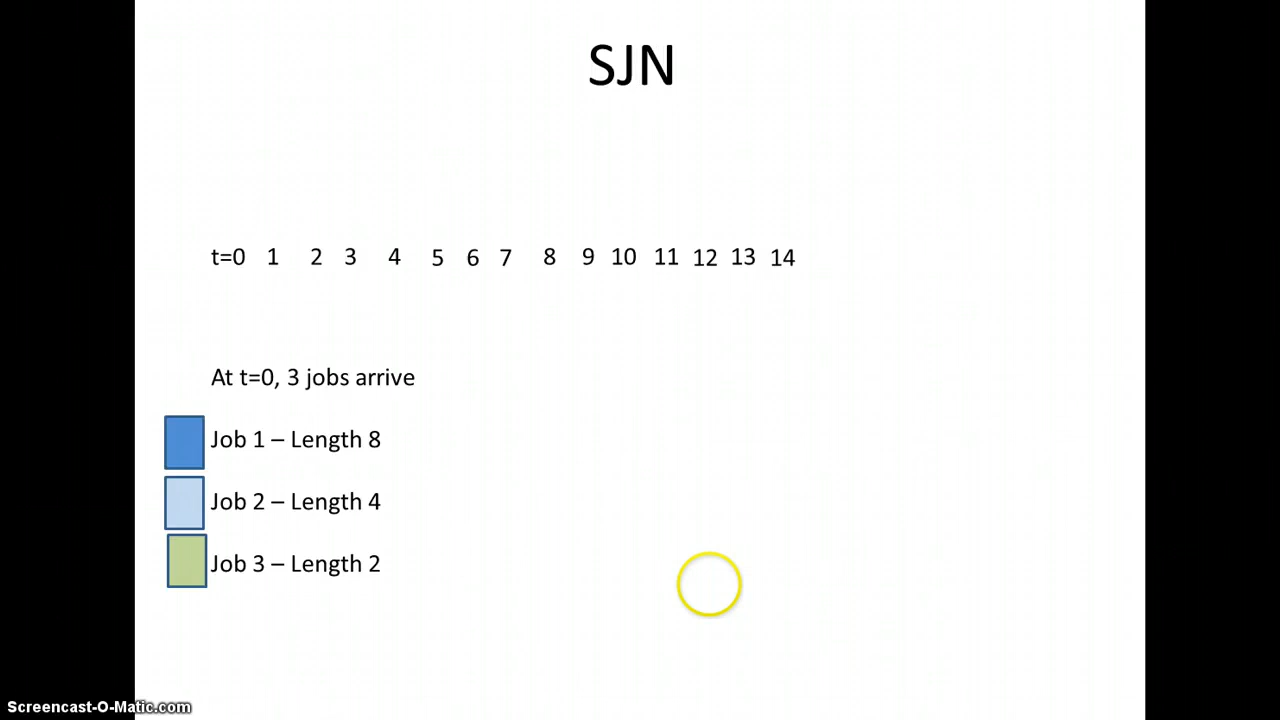 SJN
t=0 1 2 3 4 5 6 7 8 9 10 11 12 13 14
At t=0, 3 jobs arrive
Job 1 – Length 8
Job 2 – Length 4
Job 3 – Length 2
Screencast-O-Matic.com